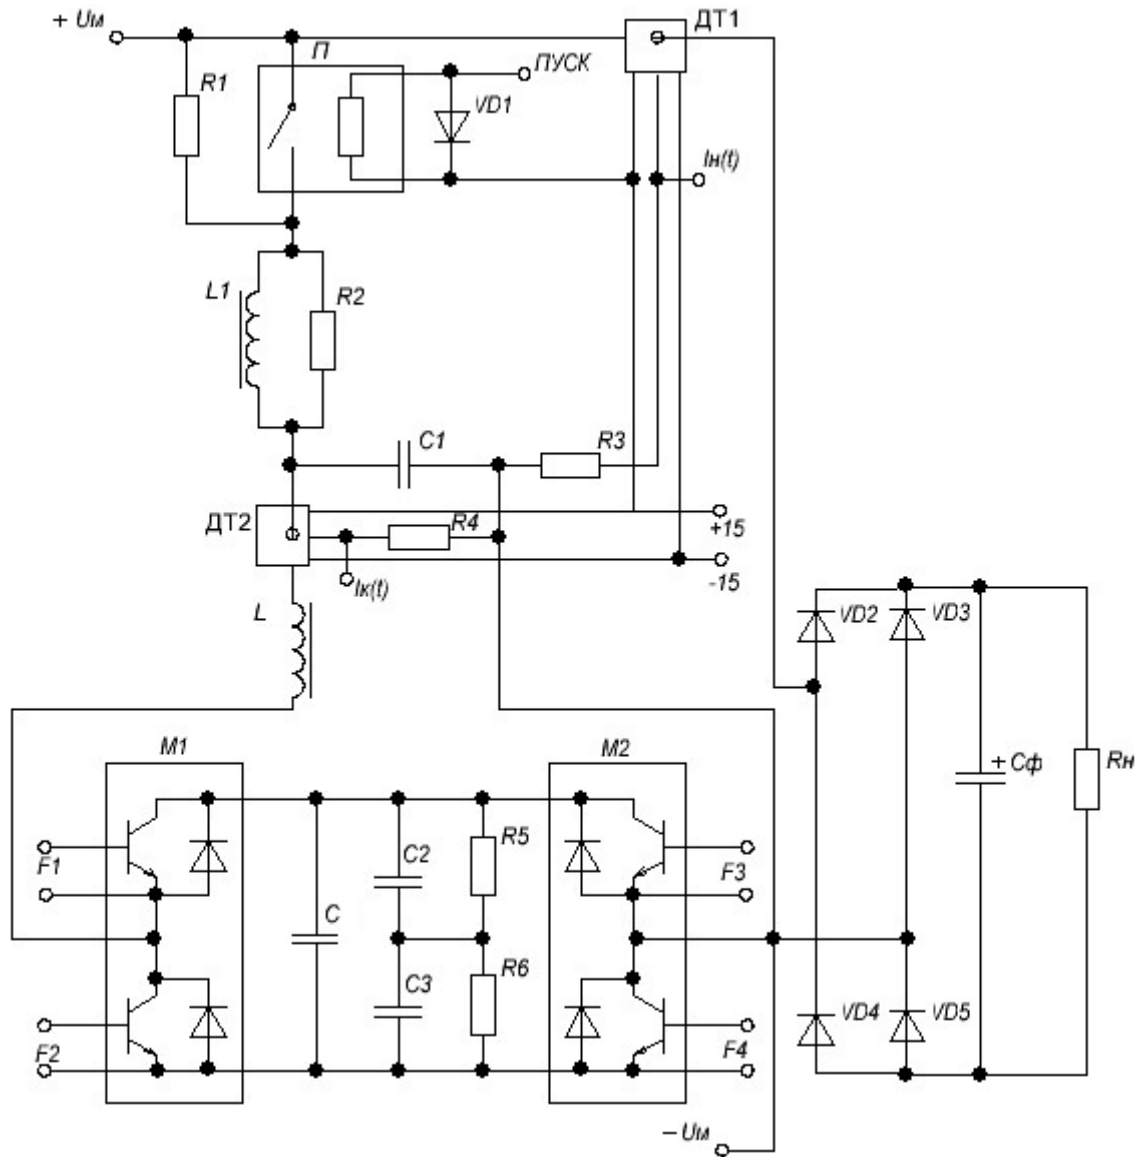 + Uм
ДТ1
П
ПУСК
R1
VD1
Iн(t)
L1
R2
C1
R3
ДТ2
R4
+15
-15
Iк(t)
L
VD2
VD3
M1
M2
+ Cф
Rн
R5
C2
F1
F3
C
R6
C3
VD4
VD5
F2
F4
– Uм